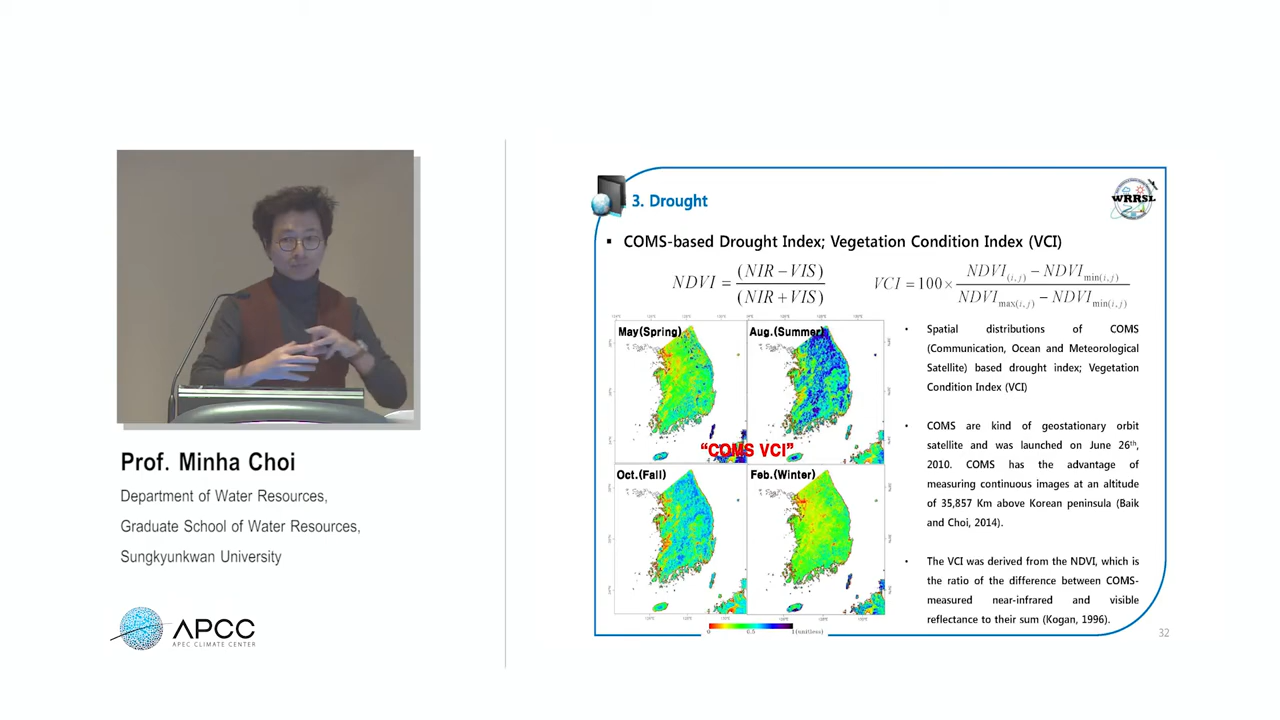 Prof. Minha Choi
Department of Water Resources,
Graduate School of Water Resources,
Sungkyunkwan University
APCC
APEC CLIMATE CENTER
3. Drought
WRRSL
▪ COMS-based Drought Index; Vegetation Condition Index (VCI)
NDVI = (NIR − VIS) / (NIR + VIS)
VCI = 100 × (NDVI(i,j) − NDVImin(i,j)) / (NDVImax(i,j) − NDVImin(i,j))
May(Spring)
Aug.(Summer)
"COMS VCI"
Oct.(Fall)
Feb.(Winter)
0 0.5 1(unitless)
• Spatial distributions of COMS
(Communication, Ocean and Meteorological
Satellite) based drought index; Vegetation
Condition Index (VCI)
• COMS are kind of geostationary orbit
satellite and was launched on June 26th,
2010. COMS has the advantage of
measuring continuous images at an altitude
of 35,857 Km above Korean peninsula (Baik
and Choi, 2014).
• The VCI was derived from the NDVI, which is
the ratio of the difference between COMS-
measured near-infrared and visible
reflectance to their sum (Kogan, 1996).
32